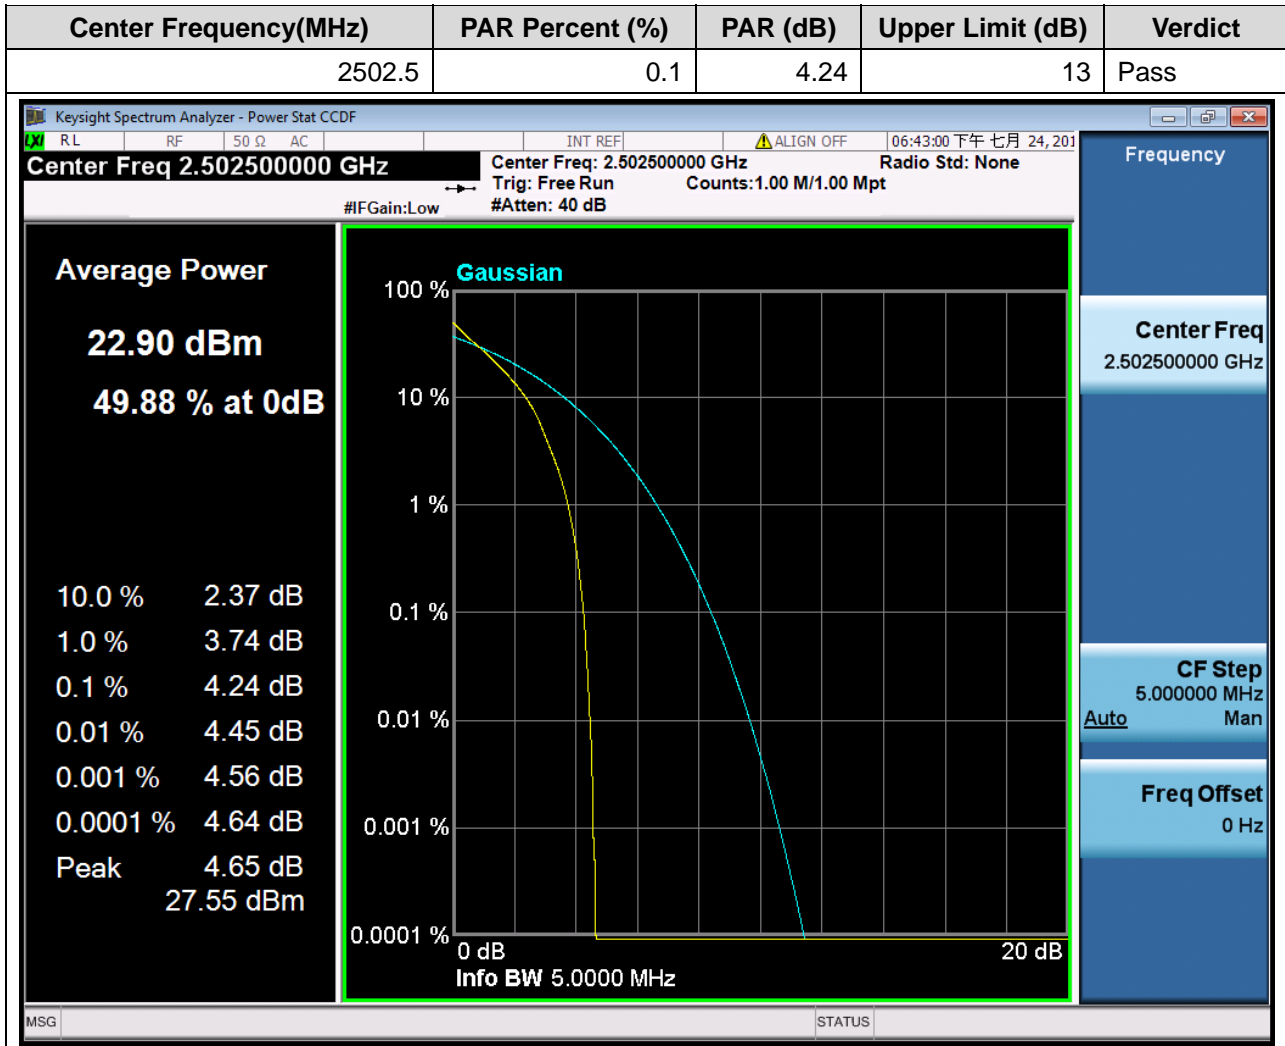 Center Frequency(MHz) PAR Percent (%) PAR (dB) Upper Limit (dB) Verdict
2502.5 0.1 4.24 13 Pass
Keysight Spectrum Analyzer - Power Stat CCDF
LXI RL RF 50 Ω AC INT REF ALIGN OFF 06:43:00 下午 七月 24, 201
Center Freq 2.502500000 GHz
Center Freq: 2.502500000 GHz Radio Std: None
Trig: Free Run Counts:1.00 M/1.00 Mpt
#IFGain:Low #Atten: 40 dB
Average Power
22.90 dBm
49.88 % at 0dB
10.0 % 2.37 dB
1.0 % 3.74 dB
0.1 % 4.24 dB
0.01 % 4.45 dB
0.001 % 4.56 dB
0.0001 % 4.64 dB
Peak 4.65 dB
27.55 dBm
Gaussian
100 %
10 %
1 %
0.1 %
0.01 %
0.001 %
0.0001 %
0 dB 20 dB
Info BW 5.0000 MHz
Frequency
Center Freq
2.502500000 GHz
CF Step
5.000000 MHz
Auto Man
Freq Offset
0 Hz
MSG STATUS